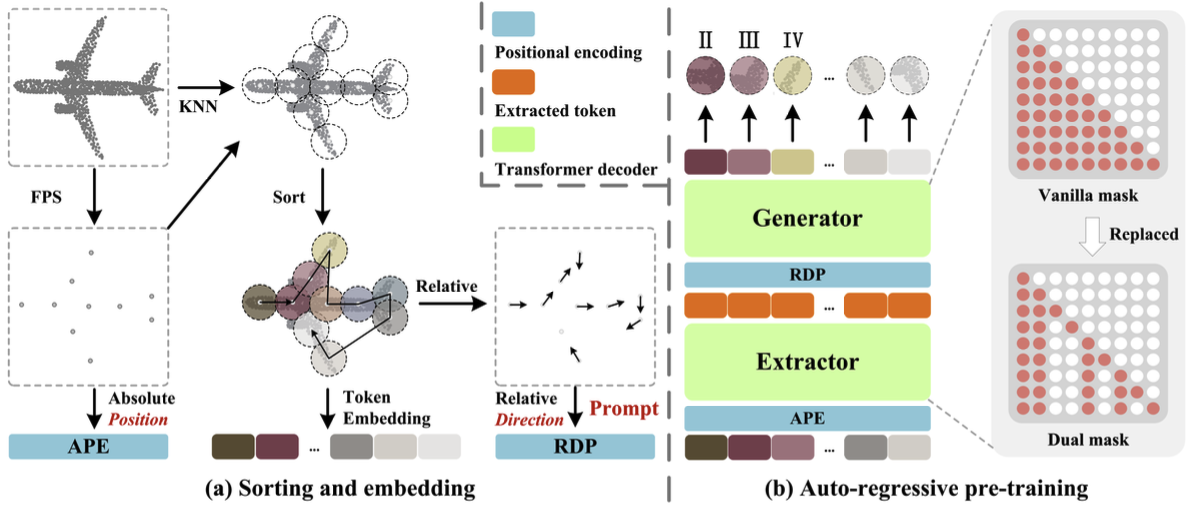 KNN
FPS
Sort
Relative
Absolute
Position
Token
Embedding
Relative
Direction
Prompt
APE
RDP
(a) Sorting and embedding
Positional encoding
Extracted token
Transformer decoder
II
III
IV
...
Generator
RDP
...
Extractor
APE
...
...
...
(b) Auto-regressive pre-training
Vanilla mask
Replaced
Dual mask